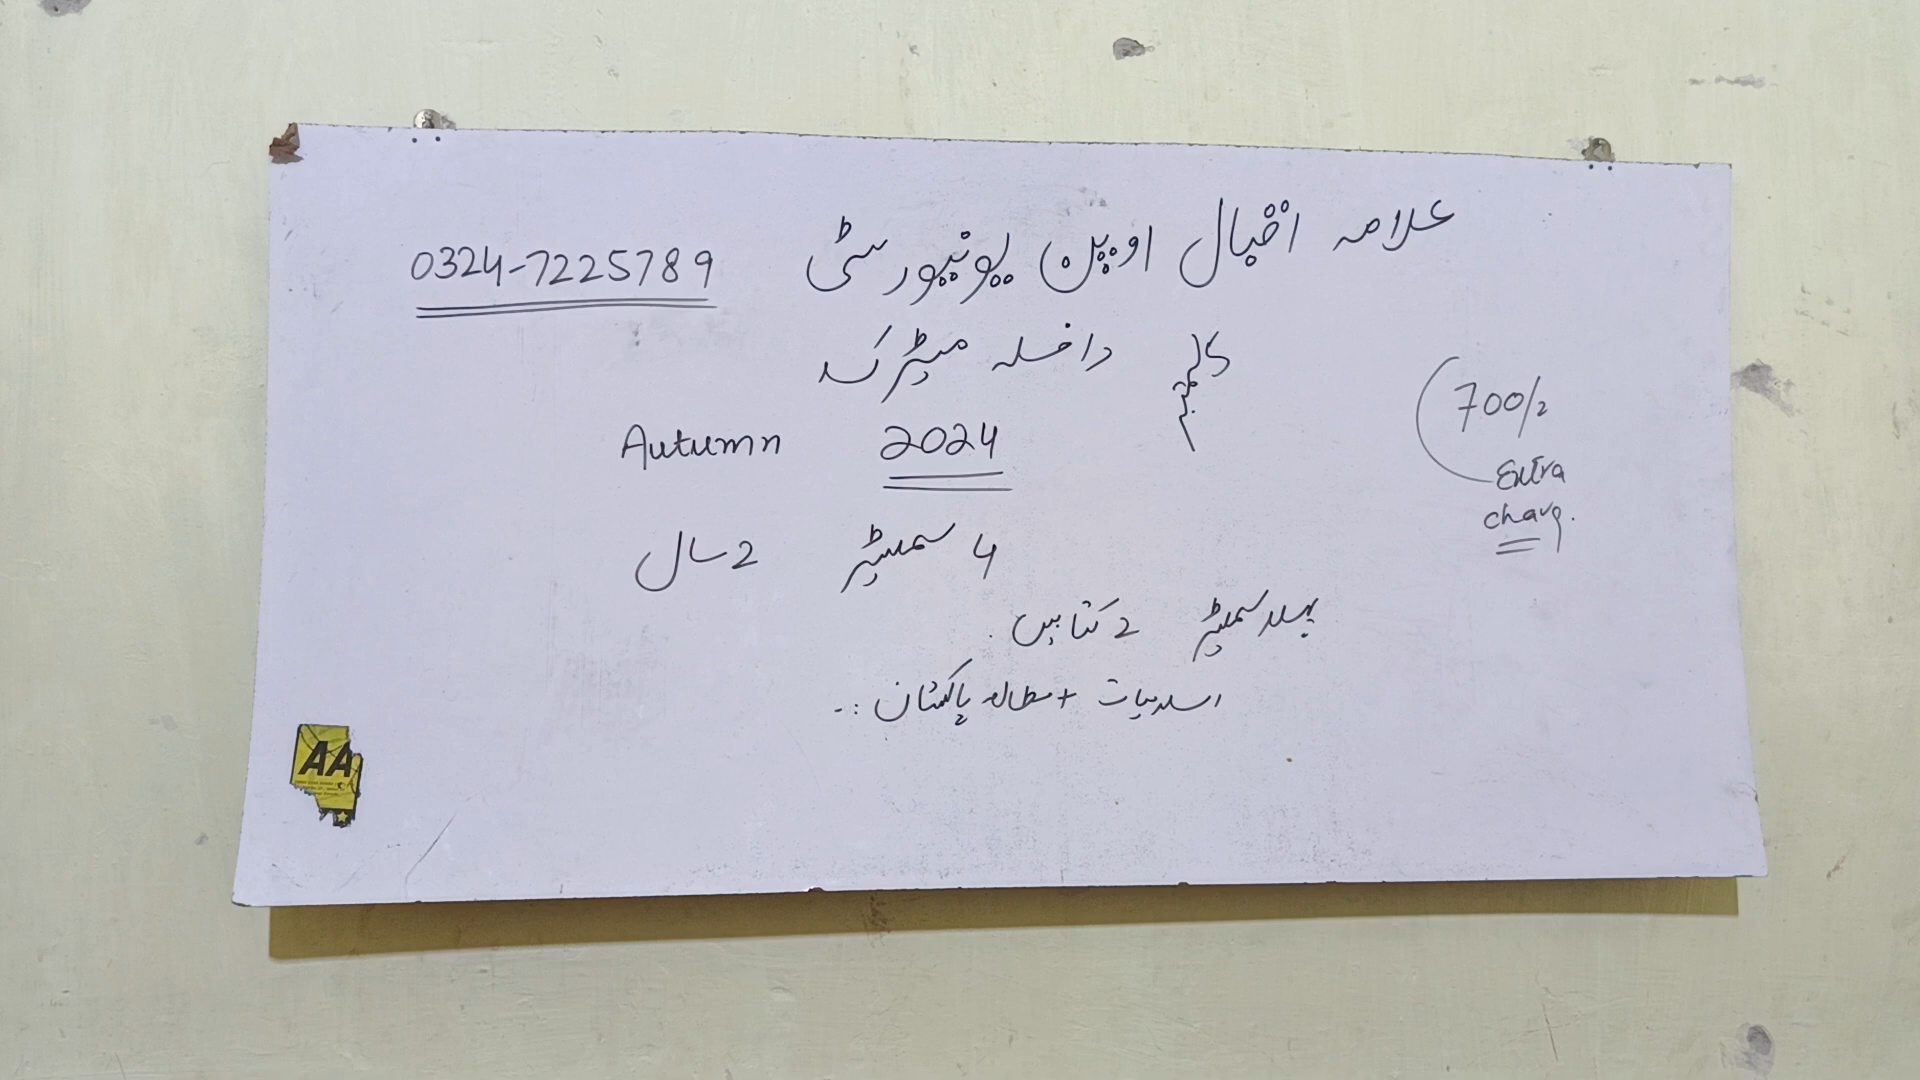 علامہ اقبال اوپن یونیورسٹی
0324-7225789
داخلہ میٹرک
Autumn 2024
4 سمسٹر 2 سال
پہلا سمسٹر 2 کتابیں
اسلامیات + مطالعہ پاکستان :-
700/2
Extra
charg.
AA